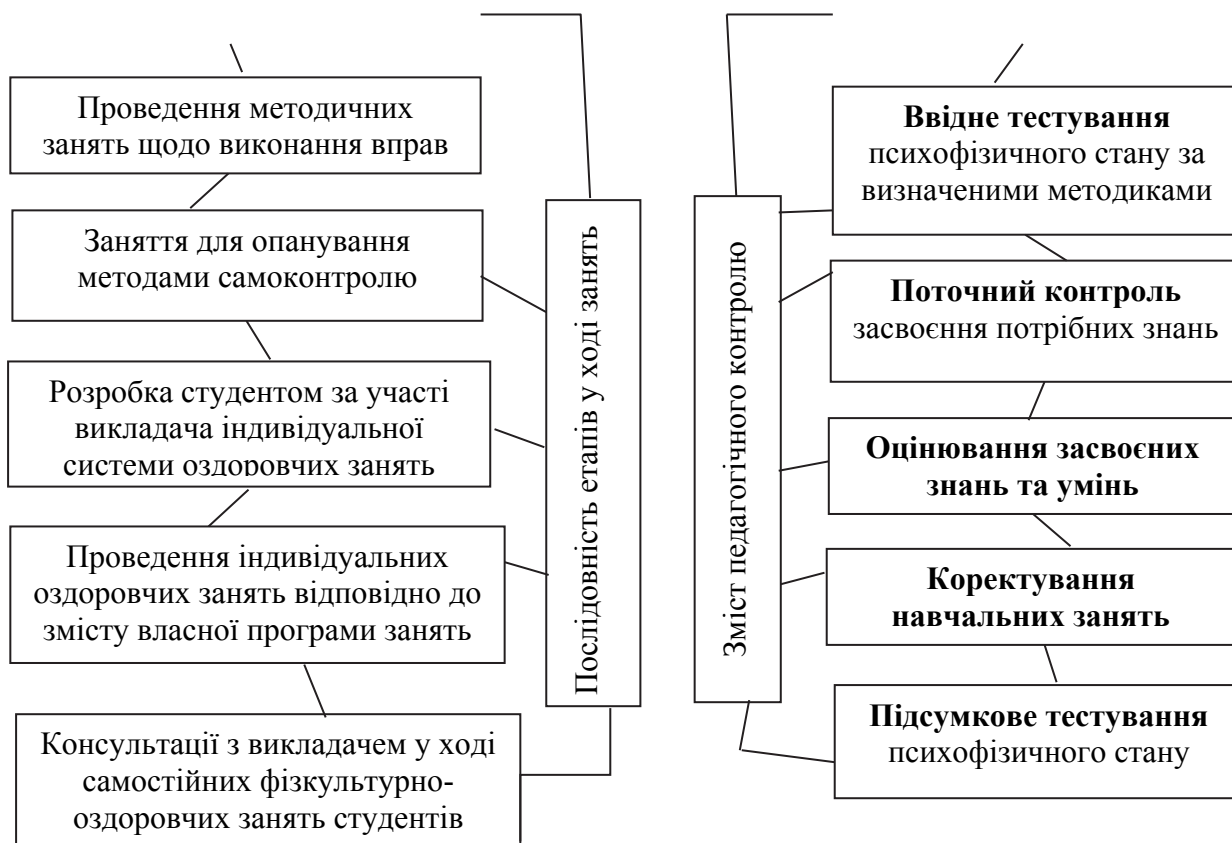 Проведення методичних
занять щодо виконання вправ
Заняття для опанування
методами самоконтролю
Розробка студентом за участі
викладача індивідуальної
системи оздоровчих занять
Проведення індивідуальних
оздоровчих занять відповідно до
змісту власної програми занять
Консультації з викладачем у ході
самостійних фізкультурно-
оздоровчих занять студентів
Послідовність етапів у ході занять
Зміст педагогічного контролю
Ввідне тестування
психофізичного стану за
визначеними методиками
Поточний контроль
засвоєння потрібних знань
Оцінювання засвоєних
знань та умінь
Коректування
навчальних занять
Підсумкове тестування
психофізичного стану